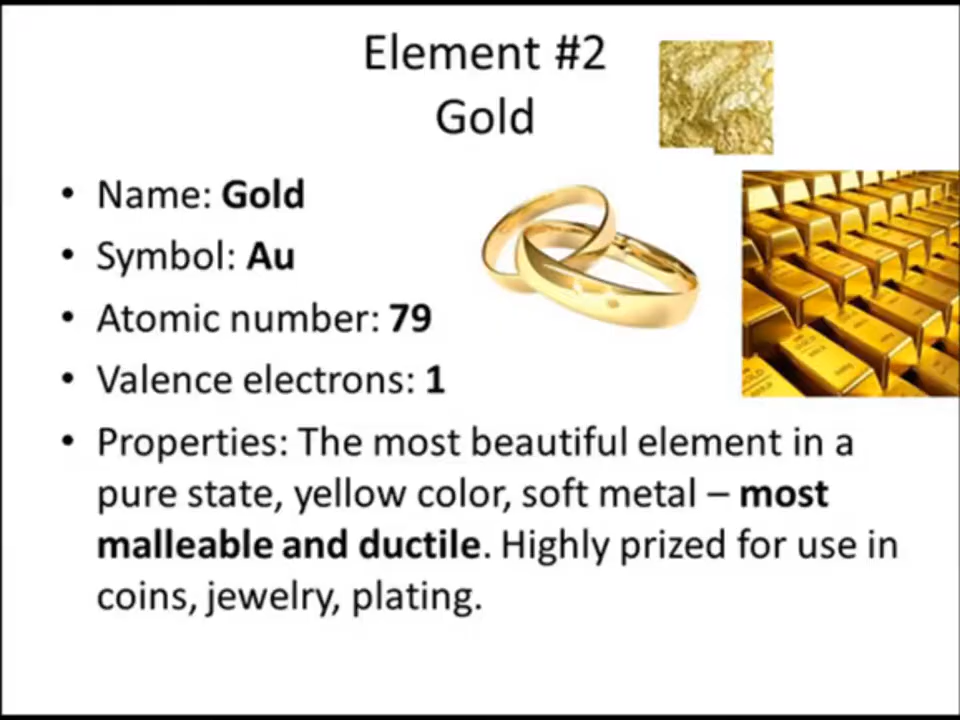 Element #2
Gold
• Name: Gold
• Symbol: Au
• Atomic number: 79
• Valence electrons: 1
• Properties: The most beautiful element in a
pure state, yellow color, soft metal – most
malleable and ductile. Highly prized for use in
coins, jewelry, plating.